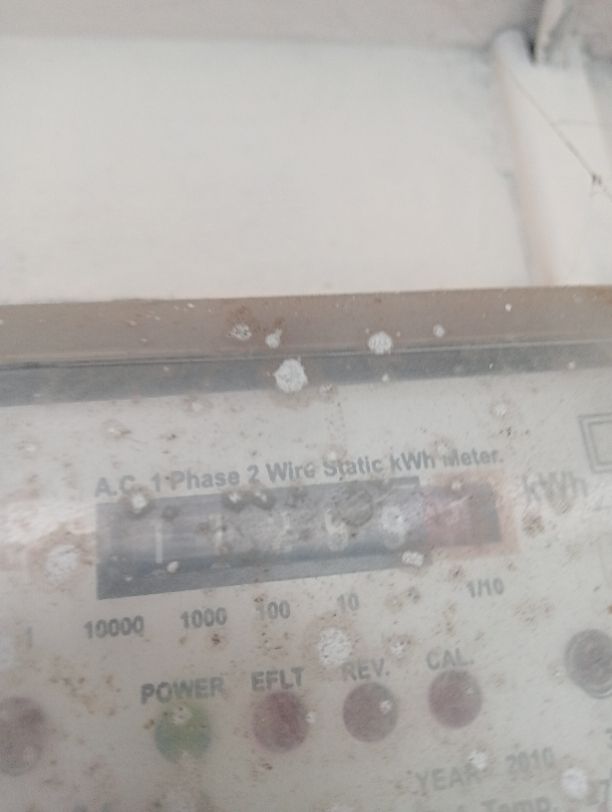 A.C. 1 Phase 2 Wire Static kWh Meter.
kWh
10000 1000 100 10 1/10
POWER EFLT REV. CAL.
YEAR 2010